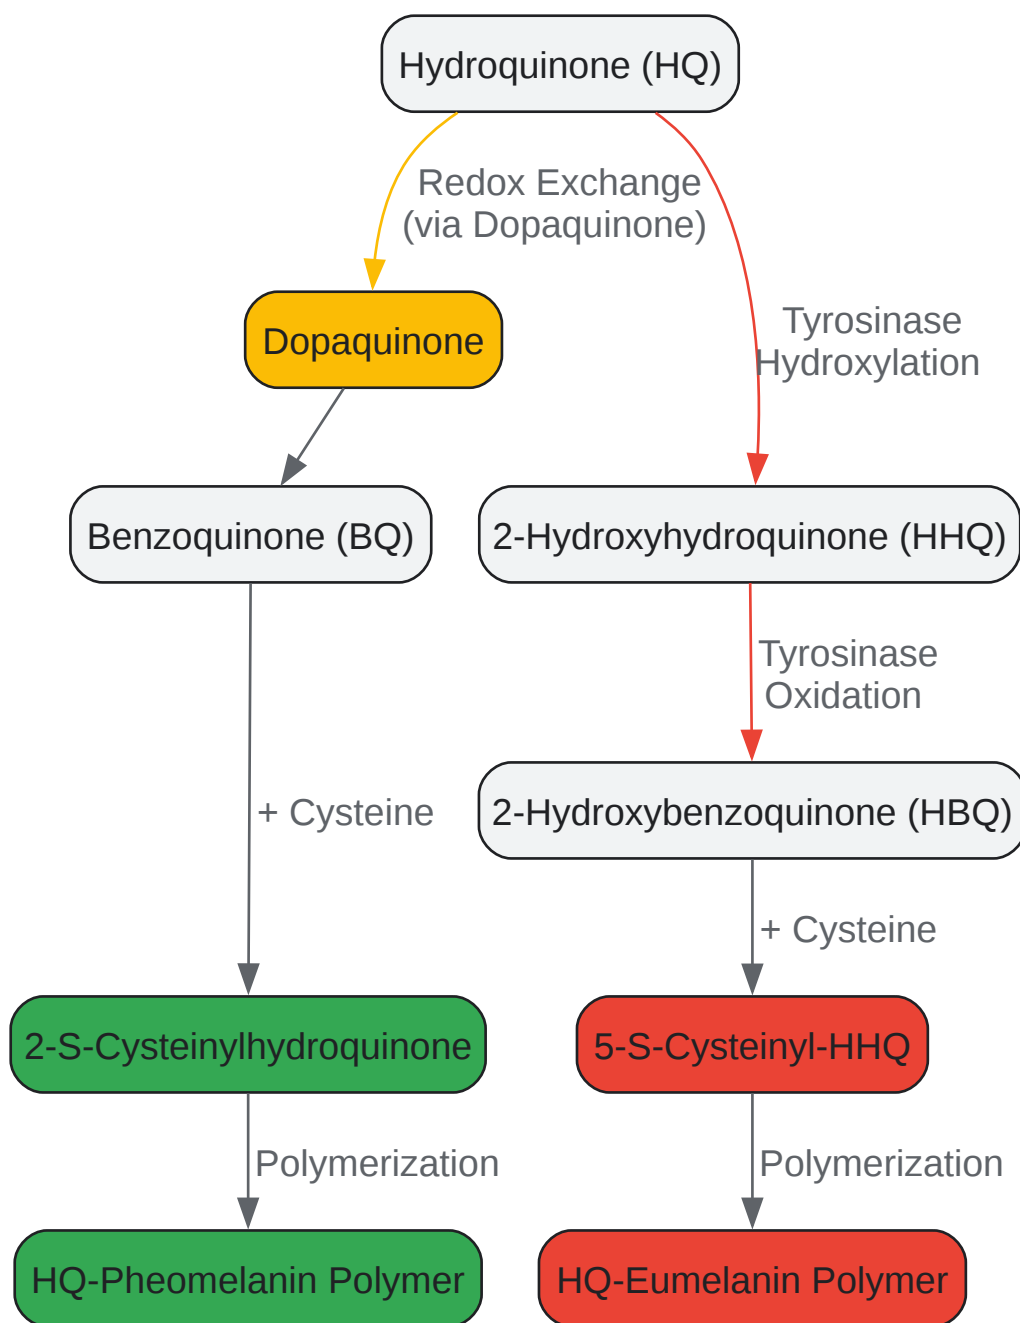 Hydroquinone (HQ)
Redox Exchange
(via Dopaquinone)
Tyrosinase
Hydroxylation
Dopaquinone
Benzoquinone (BQ)
2-Hydroxyhydroquinone (HHQ)
Tyrosinase
Oxidation
+ Cysteine
2-Hydroxybenzoquinone (HBQ)
+ Cysteine
2-S-Cysteinylhydroquinone
5-S-Cysteinyl-HHQ
Polymerization
Polymerization
HQ-Pheomelanin Polymer
HQ-Eumelanin Polymer